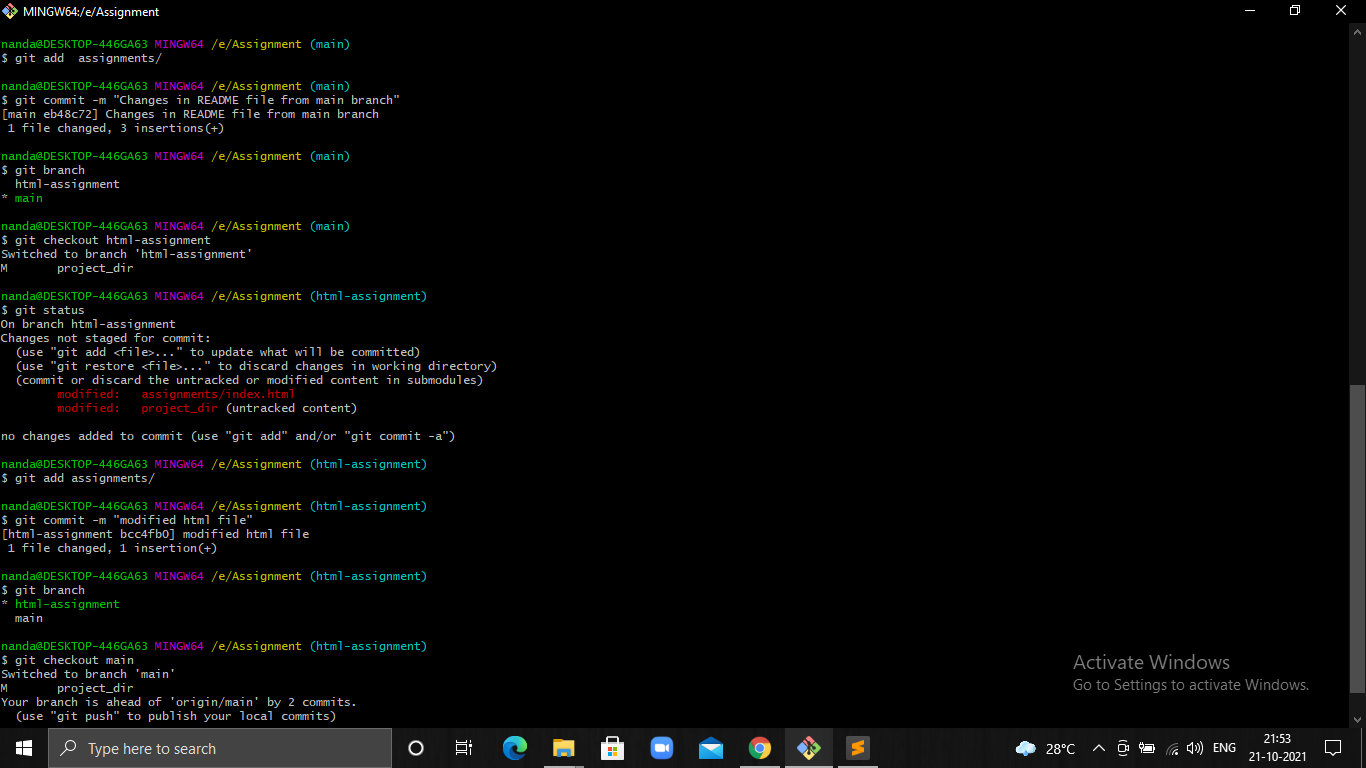 MINGW64:/e/Assignment
nanda@DESKTOP-446GA63 MINGW64 /e/Assignment (main)
$ git add  assignments/
nanda@DESKTOP-446GA63 MINGW64 /e/Assignment (main)
$ git commit -m "Changes in README file from main branch"
[main eb48c72] Changes in README file from main branch
 1 file changed, 3 insertions(+)
nanda@DESKTOP-446GA63 MINGW64 /e/Assignment (main)
$ git branch
  html-assignment
* main
nanda@DESKTOP-446GA63 MINGW64 /e/Assignment (main)
$ git checkout html-assignment
Switched to branch 'html-assignment'
M       project_dir
nanda@DESKTOP-446GA63 MINGW64 /e/Assignment (html-assignment)
$ git status
On branch html-assignment
Changes not staged for commit:
  (use "git add <file>..." to update what will be committed)
  (use "git restore <file>..." to discard changes in working directory)
  (commit or discard the untracked or modified content in submodules)
        modified:   assignments/index.html
        modified:   project_dir (untracked content)
no changes added to commit (use "git add" and/or "git commit -a")
nanda@DESKTOP-446GA63 MINGW64 /e/Assignment (html-assignment)
$ git add assignments/
nanda@DESKTOP-446GA63 MINGW64 /e/Assignment (html-assignment)
$ git commit -m "modified html file"
[html-assignment bcc4fb0] modified html file
 1 file changed, 1 insertion(+)
nanda@DESKTOP-446GA63 MINGW64 /e/Assignment (html-assignment)
$ git branch
* html-assignment
  main
nanda@DESKTOP-446GA63 MINGW64 /e/Assignment (html-assignment)
$ git checkout main
Switched to branch 'main'
M       project_dir
Your branch is ahead of 'origin/main' by 2 commits.
  (use "git push" to publish your local commits)
Activate Windows
Go to Settings to activate Windows.
Type here to search
28°C
ENG
21:53
21-10-2021